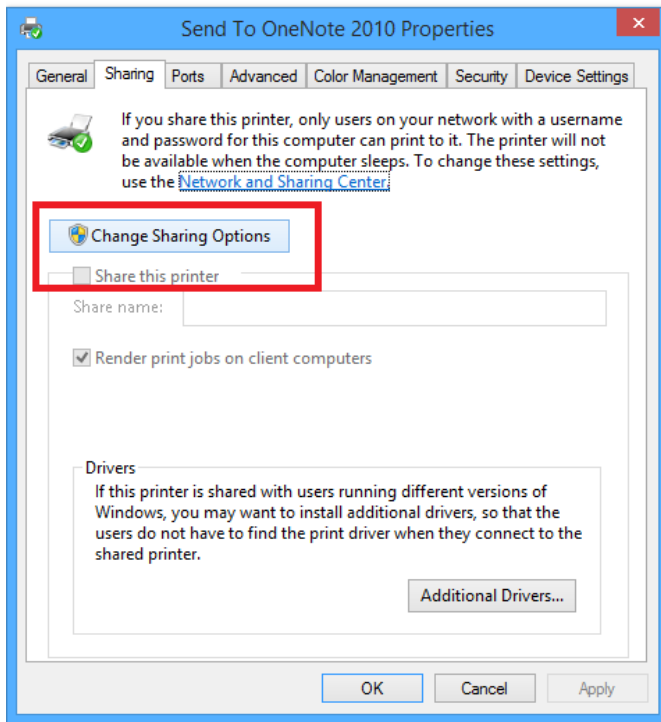 Send To OneNote 2010 Properties
General Sharing Ports Advanced Color Management Security Device Settings
If you share this printer, only users on your network with a username
and password for this computer can print to it. The printer will not
be available when the computer sleeps. To change these settings,
use the Network and Sharing Center.
Change Sharing Options
Share this printer
Share name:
Render print jobs on client computers
Drivers
If this printer is shared with users running different versions of
Windows, you may want to install additional drivers, so that the
users do not have to find the print driver when they connect to the
shared printer.
Additional Drivers...
OK Cancel Apply